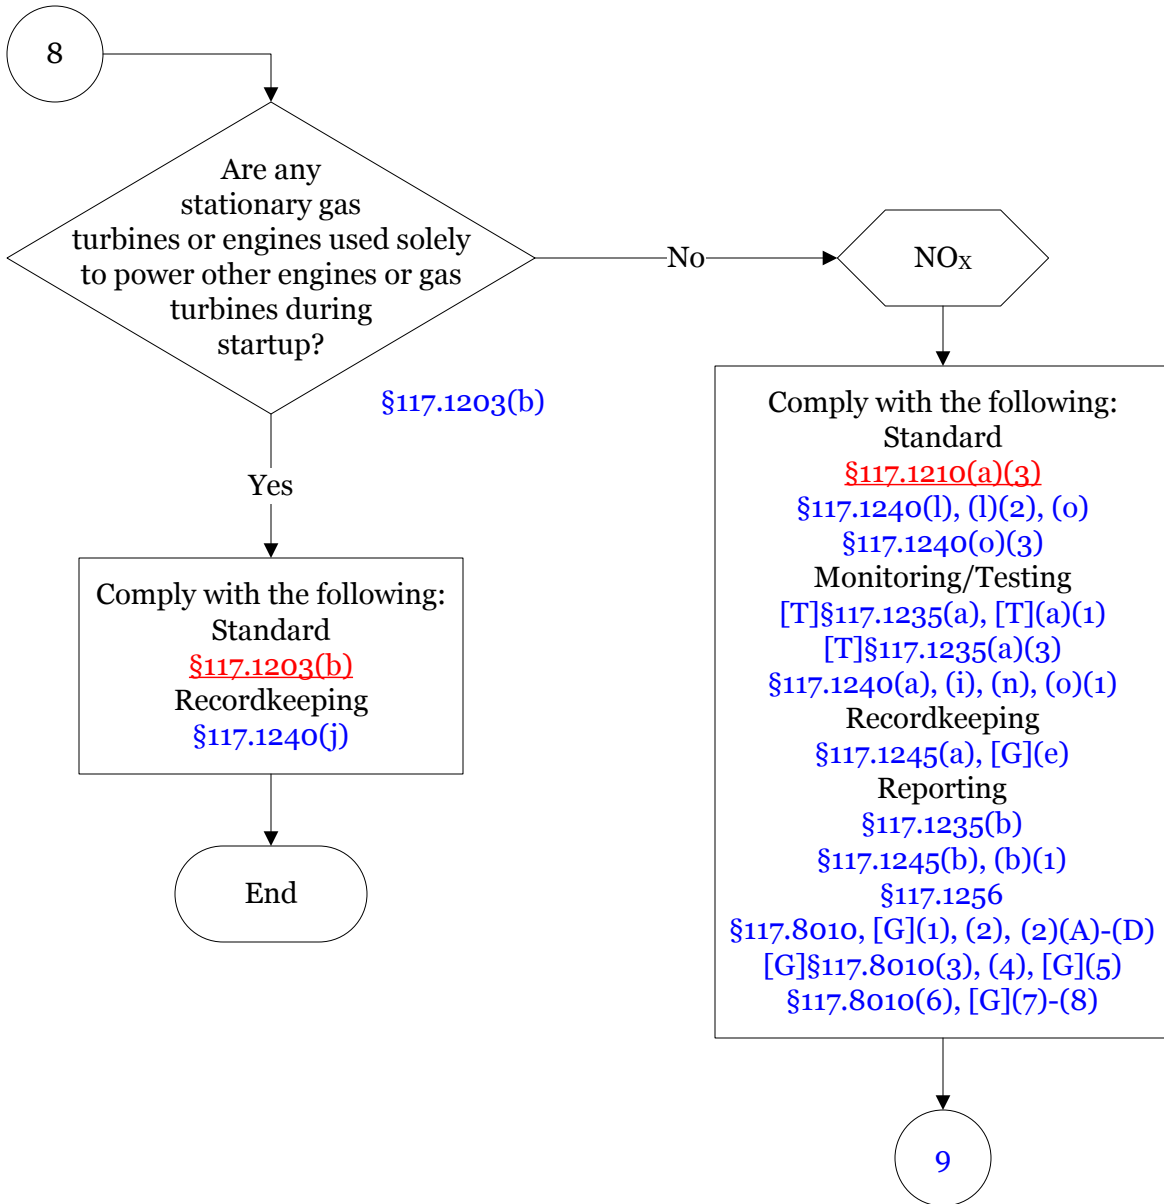 8
Are any
stationary gas
turbines or engines used solely
to power other engines or gas
turbines during
startup?
§117.1203(b)
No
NOX
Yes
Comply with the following:
Standard
§117.1203(b)
Recordkeeping
§117.1240(j)
End
Comply with the following:
Standard
§117.1210(a)(3)
§117.1240(l), (l)(2), (o)
§117.1240(o)(3)
Monitoring/Testing
[T]§117.1235(a), [T](a)(1)
[T]§117.1235(a)(3)
§117.1240(a), (i), (n), (o)(1)
Recordkeeping
§117.1245(a), [G](e)
Reporting
§117.1235(b)
§117.1245(b), (b)(1)
§117.1256
§117.8010, [G](1), (2), (2)(A)-(D)
[G]§117.8010(3), (4), [G](5)
§117.8010(6), [G](7)-(8)
9